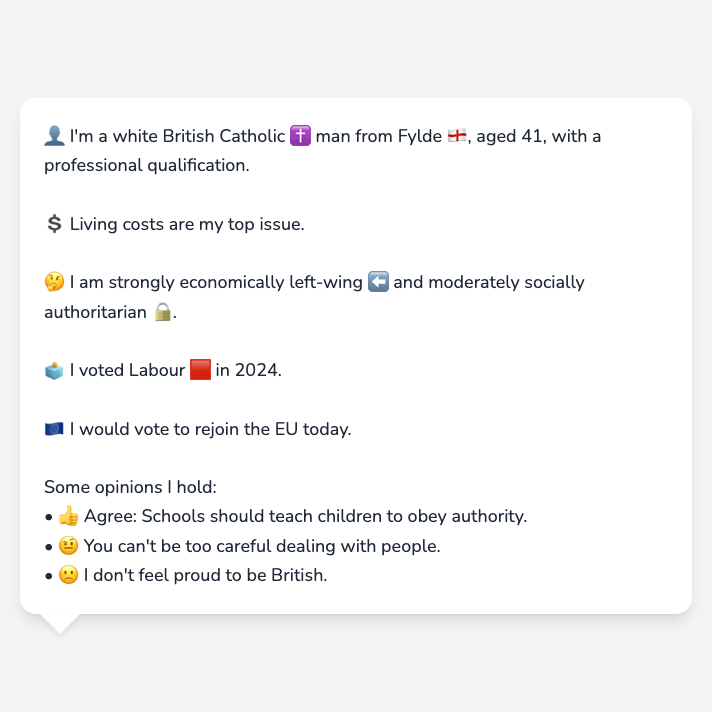 👤 I'm a white British Catholic ✝️ man from Fylde 🏴󠁧󠁢󠁥󠁮󠁧󠁿, aged 41, with a
professional qualification.
💲 Living costs are my top issue.
🤔 I am strongly economically left-wing ⬅️ and moderately socially
authoritarian 🔒.
🗳️ I voted Labour 🟥 in 2024.
🇪🇺 I would vote to rejoin the EU today.
Some opinions I hold:
• 👍 Agree: Schools should teach children to obey authority.
• 🤨 You can't be too careful dealing with people.
• 🙁 I don't feel proud to be British.